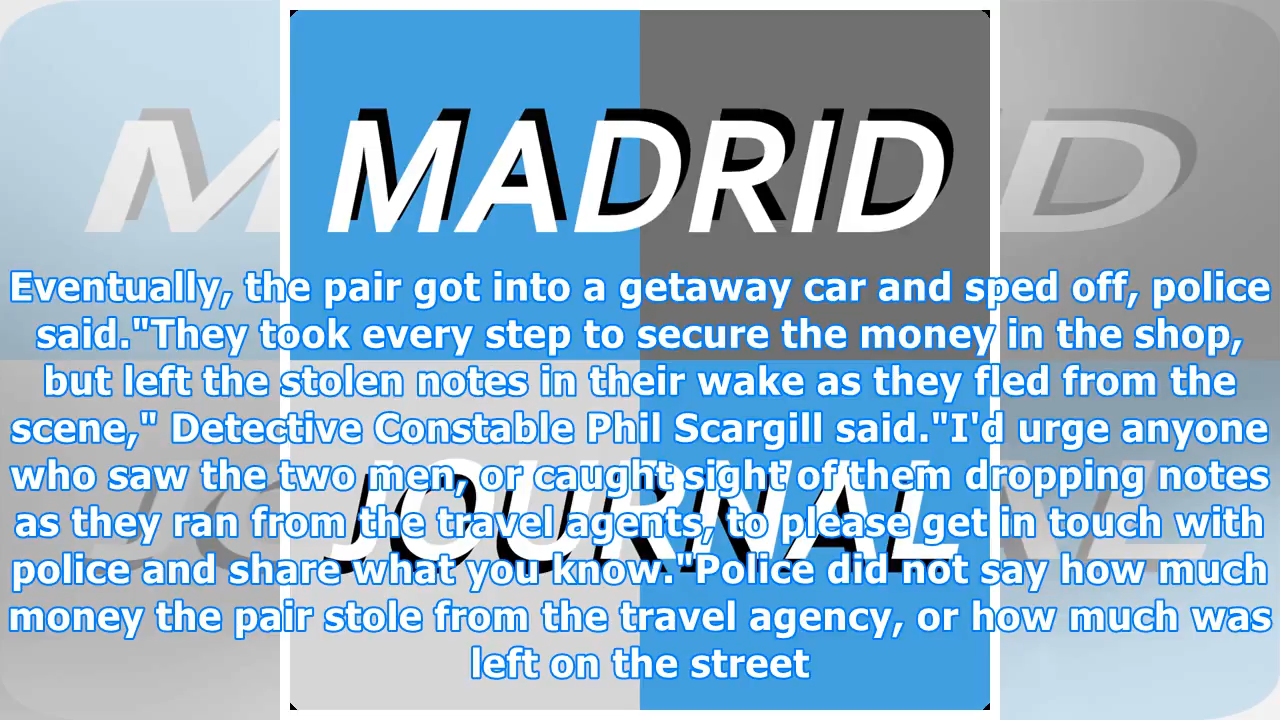 MADRID
Eventually, the pair got into a getaway car and sped off, police
said."They took every step to secure the money in the shop,
but left the stolen notes in their wake as they fled from the
scene," Detective Constable Phil Scargill said."I'd urge anyone
who saw the two men, or caught sight of them dropping notes
as they ran from the travel agents, to please get in touch with
police and share what you know."Police did not say how much
money the pair stole from the travel agency, or how much was
left on the street
JOURNAL